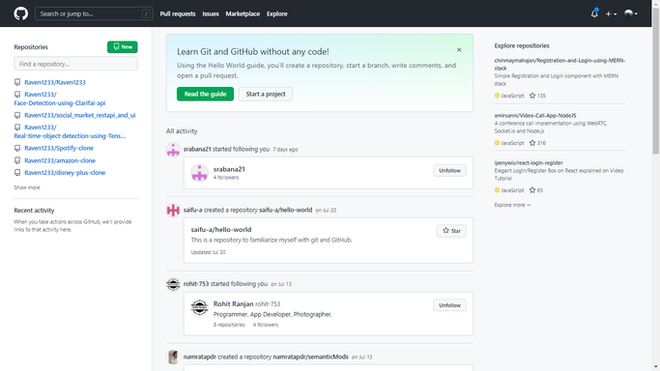 Search or jump to...
/
Pull requests
Issues
Marketplace
Explore
Repositories
New
Find a repository...
Raven1233/Raven1233
Raven1233/
Face-Detection-using-Clarifai-api
Raven1233/social_market_restapi_and_ui
Raven1233/
Real-time-object-detection-using-Tens...
Raven1233/Spotify-clone
Raven1233/amazon-clone
Raven1233/disney-plus-clone
Show more
Recent activity
When you take actions across GitHub, we'll provide
links to that activity here.
Learn Git and GitHub without any code!
Using the Hello World guide, you'll create a repository, start a branch, write comments, and
open a pull request.
Read the guide
Start a project
All activity
srabana21 started following you 7 days ago
srabana21
4 followers
Unfollow
saifu-a created a repository saifu-a/hello-world on Jul 20
saifu-a/hello-world
Star
This is a repository to familiarize myself with git and GitHub.
Updated Jul 20
rohit-753 started following you on Jul 13
Rohit Ranjan rohit-753
Unfollow
Programmer, App Developer, Photographer.
8 repositories 4 followers
namratapdr created a repository namratapdr/semanticMods on Jul 13
Explore repositories
chinmaymahajan/Registration-and-Login-using-MERN-
stack
Simple Registration and Login component with MERN
stack
JavaScript 135
amirsanni/Video-Call-App-NodeJS
A conference call implementation using WebRTC,
Socket.io and Node.js
JavaScript 316
ipenywis/react-login-register
Elegant Login/Register Box on React explained on Video
Tutorial
JavaScript 65
Explore more →